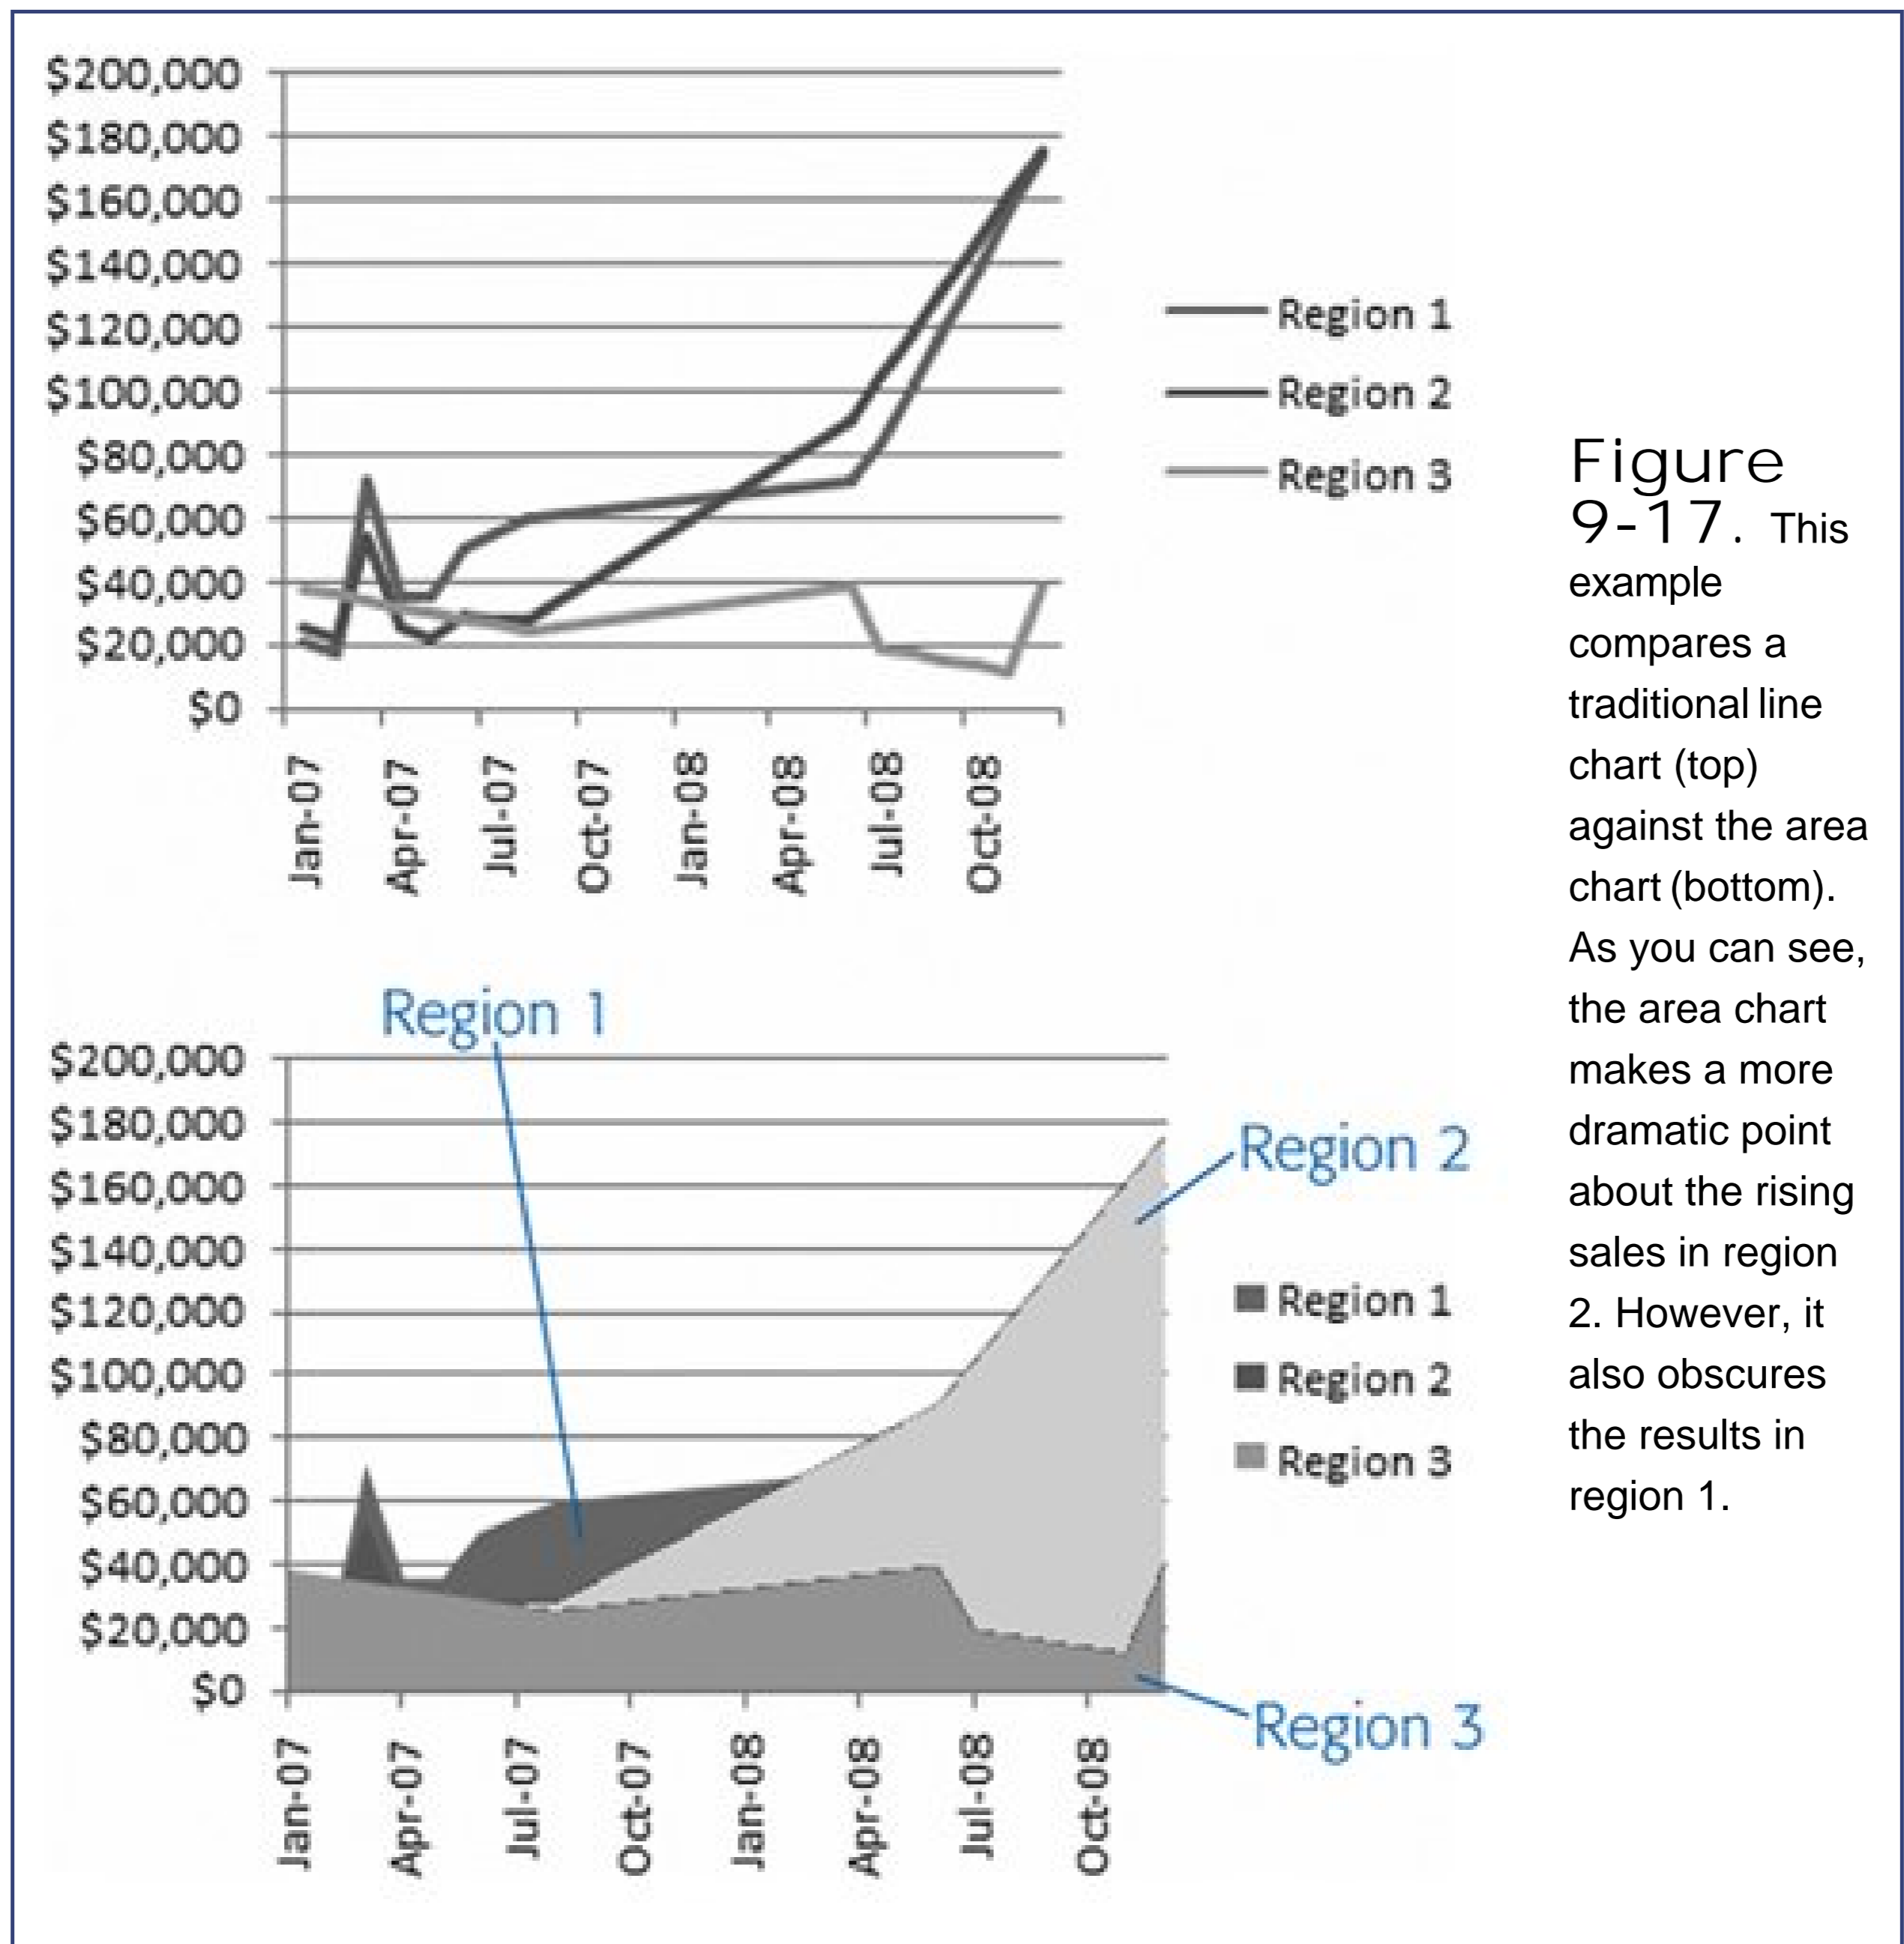 $200,000
$180,000
$160,000
$140,000
$120,000
$100,000
$80,000
$60,000
$40,000
$20,000
$0
Jan-07
Apr-07
Jul-07
Oct-07
Jan-08
Apr-08
Jul-08
Oct-08
Region 1
Region 2
Region 3
Region 1
$200,000
$180,000
$160,000
$140,000
$120,000
$100,000
$80,000
$60,000
$40,000
$20,000
$0
Jan-07
Apr-07
Jul-07
Oct-07
Jan-08
Apr-08
Jul-08
Oct-08
Region 2
Region 1
Region 2
Region 3
Region 3
Figure
9-17. This
example
compares a
traditional line
chart (top)
against the area
chart (bottom).
As you can see,
the area chart
makes a more
dramatic point
about the rising
sales in region
2. However, it
also obscures
the results in
region 1.